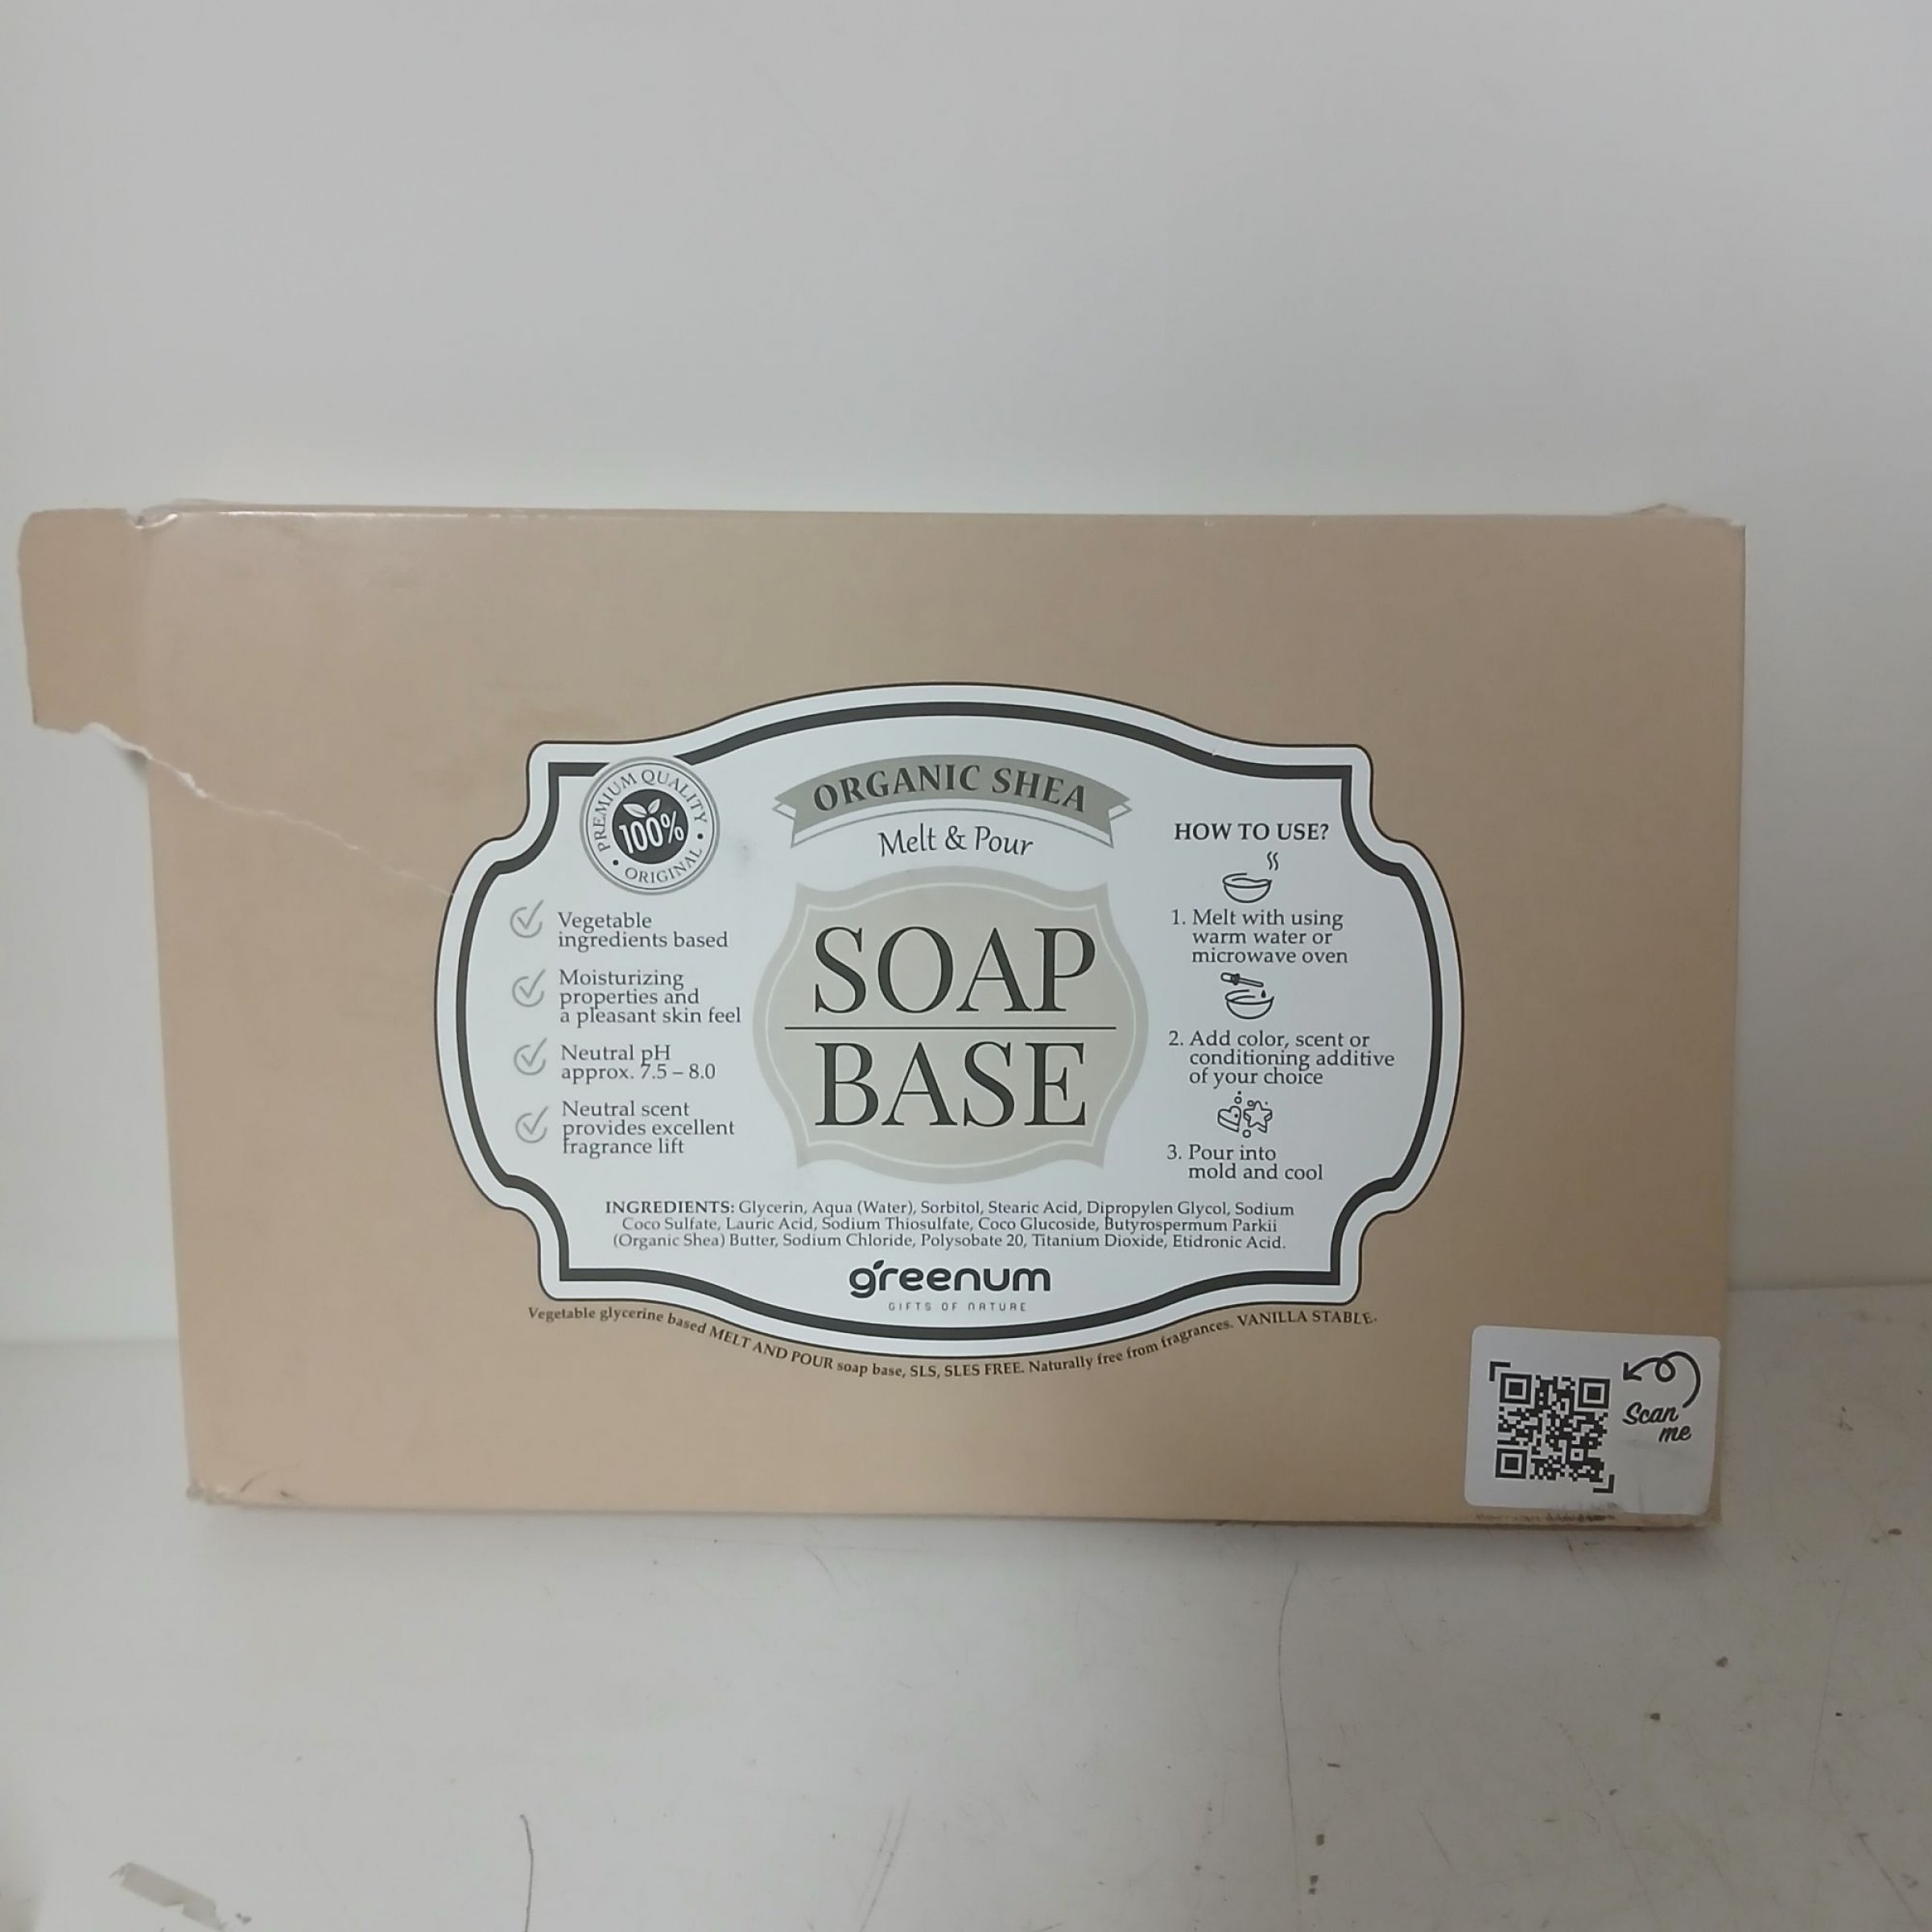 PREMIUM QUALITY
100%
ORIGINAL
Vegetable
ingredients based
Moisturizing
properties and
a pleasant skin feel
Neutral pH
approx. 7.5 – 8.0
Neutral scent
provides excellent
fragrance lift
ORGANIC SHEA
Melt & Pour
SOAP
BASE
HOW TO USE?
1. Melt with using
warm water or
microwave oven
2. Add color, scent or
conditioning additive
of your choice
3. Pour into
mold and cool
INGREDIENTS: Glycerin, Aqua (Water), Sorbitol, Stearic Acid, Dipropylen Glycol, Sodium
Coco Sulfate, Lauric Acid, Sodium Thiosulfate, Coco Glucoside, Butyrospermum Parkii
(Organic Shea) Butter, Sodium Chloride, Polysobate 20, Titanium Dioxide, Etidronic Acid.
greenum
GIFTS OF NATURE
Vegetable glycerine based MELT AND POUR soap base, SLS, SLES FREE. Naturally free from fragrances. VANILLA STABLE.
Scan
me